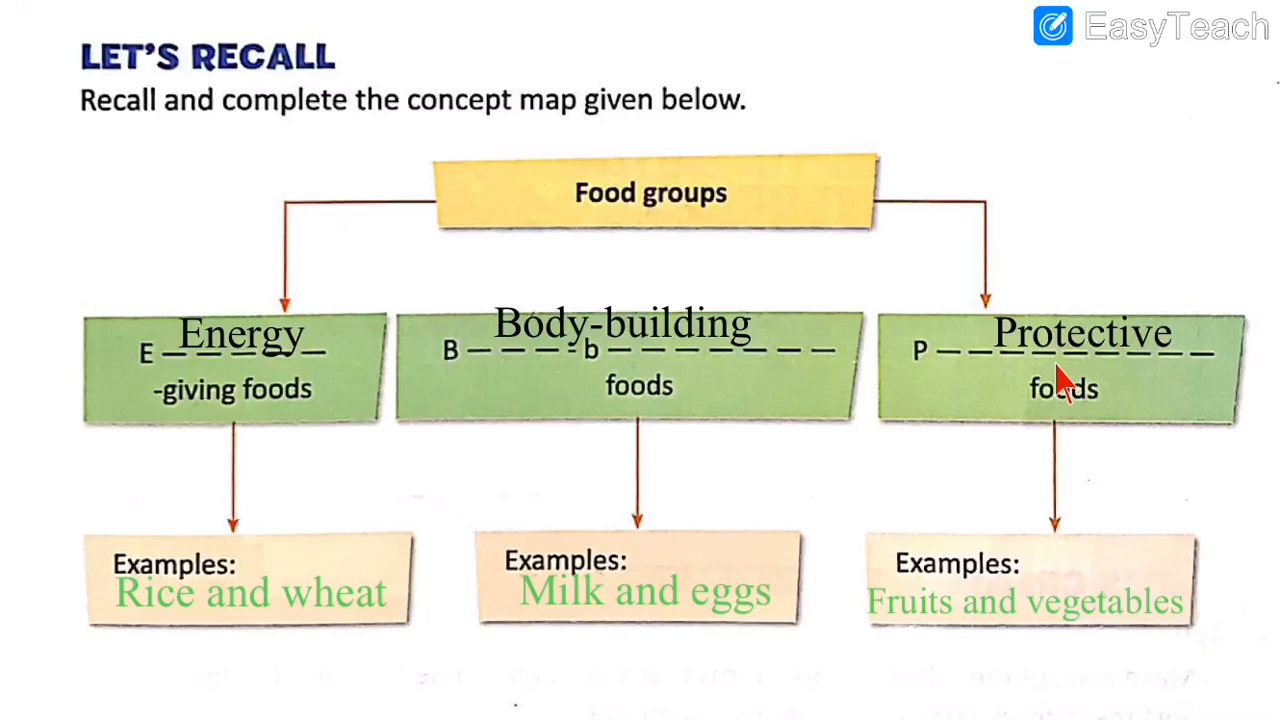 EasyTeach
LET'S RECALL
Recall and complete the concept map given below.
Food groups
Energy
E _ _ _ _ _
-giving foods
Body-building
B _ _ _ - b _ _ _ _ _ _ _
foods
Protective
P _ _ _ _ _ _ _ _ _
foods
Examples:
Rice and wheat
Examples:
Milk and eggs
Examples:
Fruits and vegetables